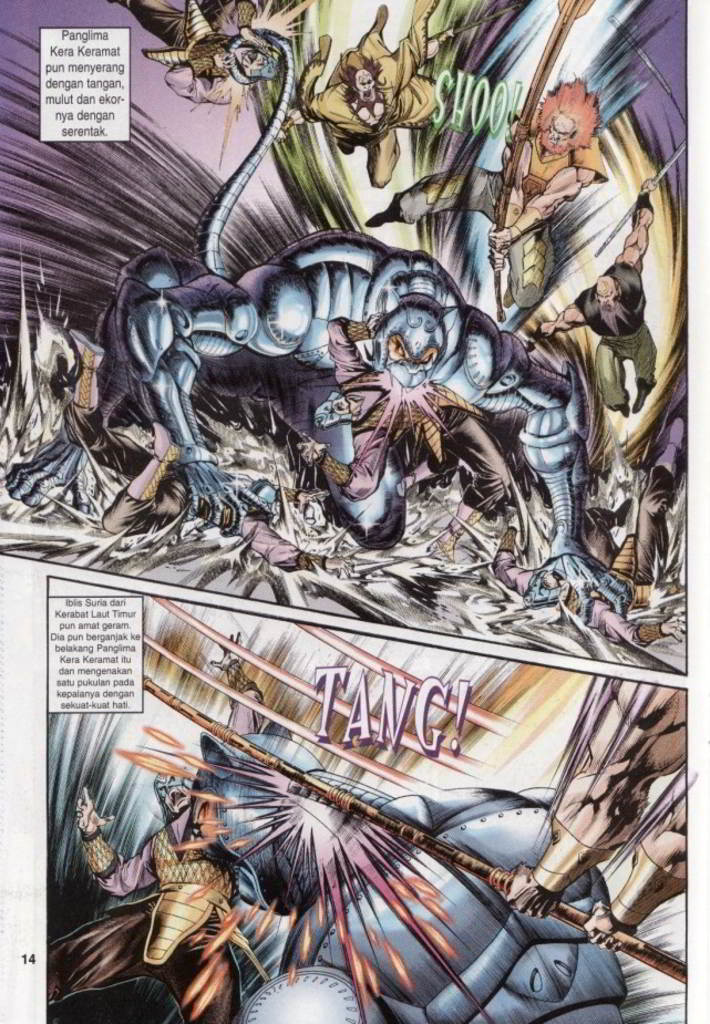 Panglima
Kera Keramat
pun menyerang
dengan tangan,
mulut dan ekor-
nya dengan
serentak.
SHOO!
Iblis Suria dari
Kerabat Laut Timur
pun amat geram.
Dia pun berganjak ke
belakang Panglima
Kera Keramat itu
dan mengenakan
satu pukulan pada
kepalanya dengan
sekuat-kuat hati.
TANG!
14